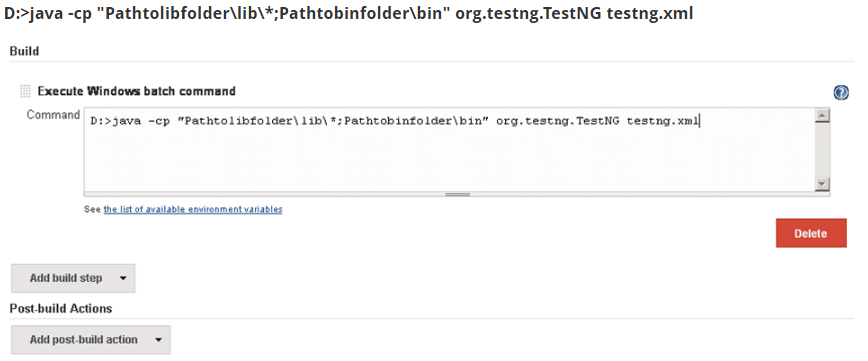 D:>java -cp "Pathtolibfolder\lib\*;Pathtobinfolder\bin" org.testng.TestNG testng.xml
Build
Execute Windows batch command
Command
D:>java -cp "Pathtolibfolder\lib\*;Pathtobinfolder\bin" org.testng.TestNG testng.xml
See the list of available environment variables
Delete
Add build step
Post-build Actions
Add post-build action